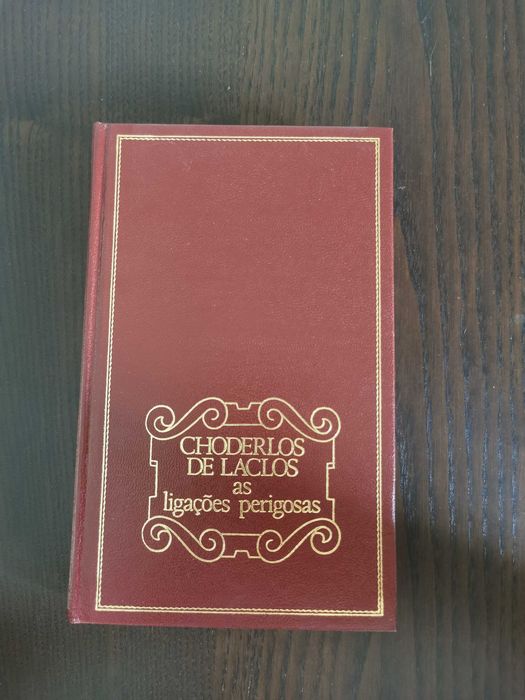 CHODERLOS
DE LACLOS
as
ligações perigosas